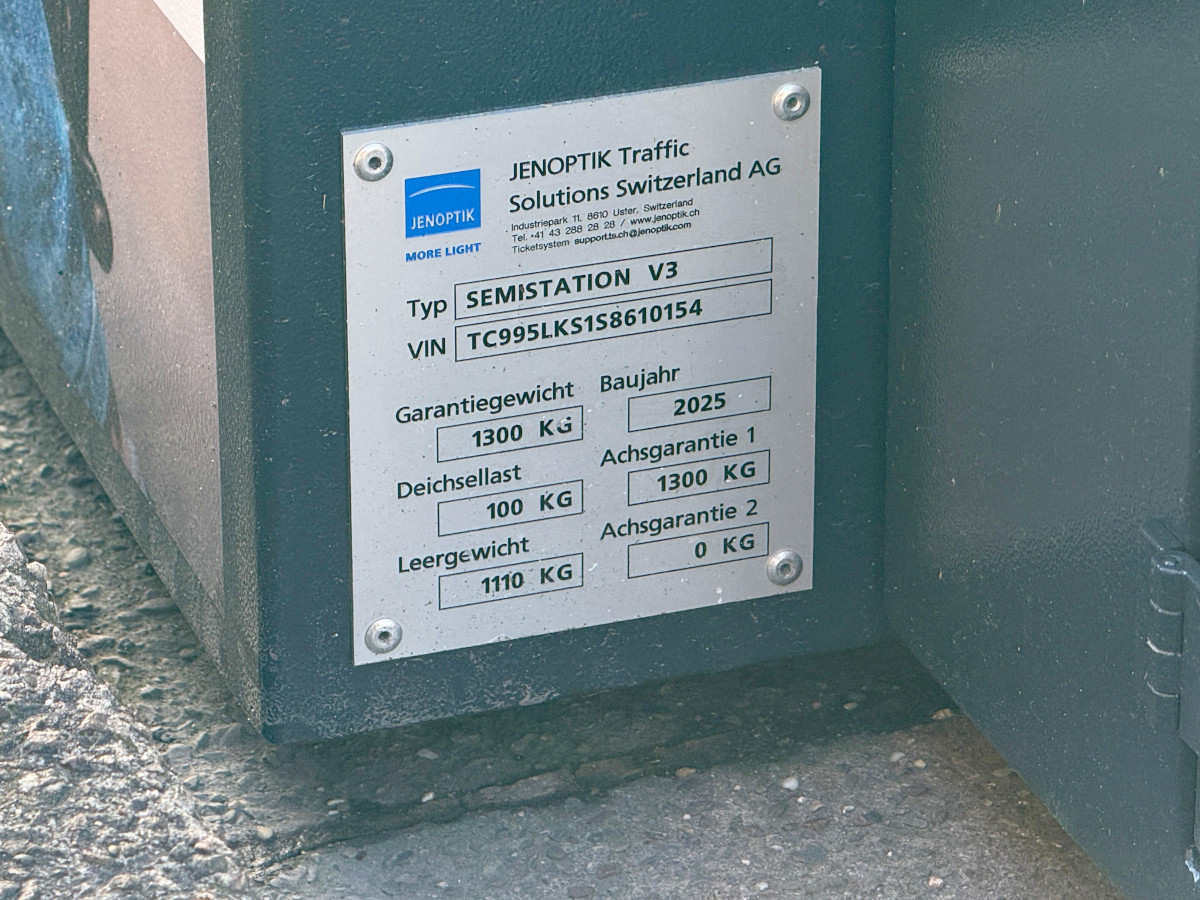 JENOPTIK
MORE LIGHT
JENOPTIK Traffic
Solutions Switzerland AG
Industriepark 11, 8610 Uster, Switzerland
Tel. +41 43 288 28 28 / www.jenoptik.ch
Ticketsystem support.ts.ch@jenoptik.com
Typ SEMISTATION V3
VIN TC995LKS1S8610154
Garantiegewicht
1300 KG
Baujahr
2025
Deichsellast
100 KG
Achsgarantie 1
1300 KG
Leergewicht
1110 KG
Achsgarantie 2
0 KG